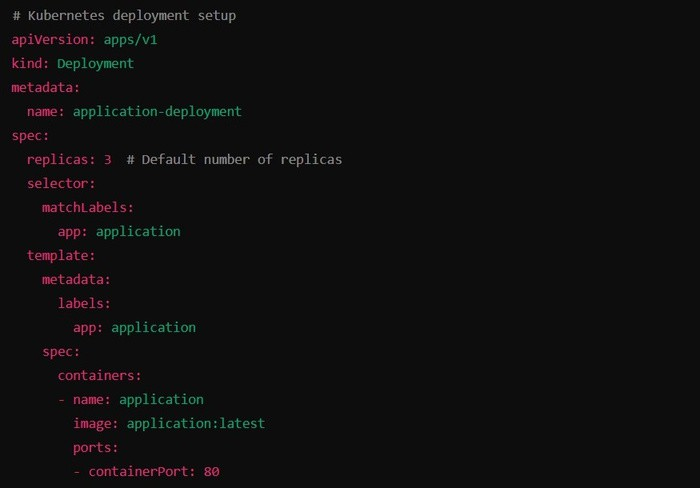 # Kubernetes deployment setup
apiVersion: apps/v1
kind: Deployment
metadata:
  name: application-deployment
spec:
  replicas: 3  # Default number of replicas
  selector:
    matchLabels:
      app: application
  template:
    metadata:
      labels:
        app: application
    spec:
      containers:
      - name: application
        image: application:latest
        ports:
        - containerPort: 80